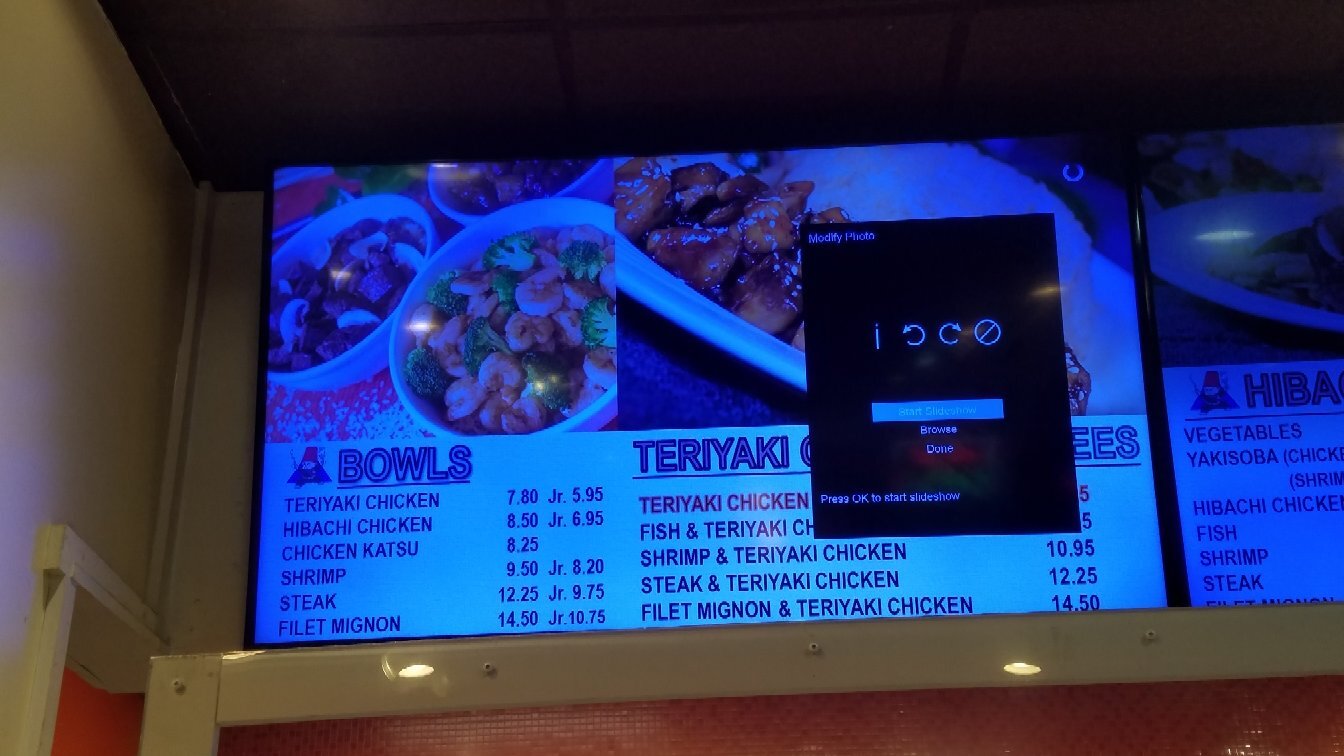 Modify Photo
i
Start Slideshow
Browse
Done
Press OK to start slideshow
BOWLS
TERIYAKI CHICKEN 7.80 Jr. 5.95
HIBACHI CHICKEN 8.50 Jr. 6.95
CHICKEN KATSU 8.25
SHRIMP 9.50 Jr. 8.20
STEAK 12.25 Jr. 9.75
FILET MIGNON 14.50 Jr.10.75
TERIYAKI
TERIYAKI CHICKEN 5
FISH & TERIYAKI CH 5
SHRIMP & TERIYAKI CHICKEN 10.95
STEAK & TERIYAKI CHICKEN 12.25
FILET MIGNON & TERIYAKI CHICKEN 14.50
HIBAC
VEGETABLES
YAKISOBA (CHICKE
(SHRIM
HIBACHI CHICKEN
FISH
SHRIMP
STEAK
FILET MIGNON